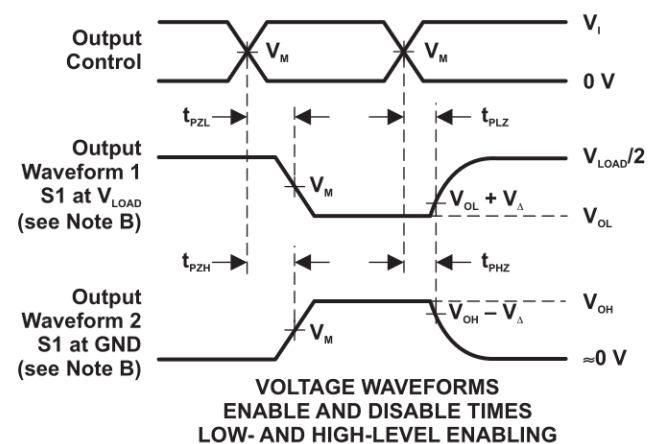 Output
Control
V_M
V_M
V_I
0 V
t_PZL
t_PLZ
Output
Waveform 1
S1 at V_LOAD
(see Note B)
V_M
V_OL + V_Δ
V_LOAD/2
V_OL
t_PZH
t_PHZ
Output
Waveform 2
S1 at GND
(see Note B)
V_M
V_OH – V_Δ
V_OH
≈0 V
VOLTAGE WAVEFORMS
ENABLE AND DISABLE TIMES
LOW- AND HIGH-LEVEL ENABLING